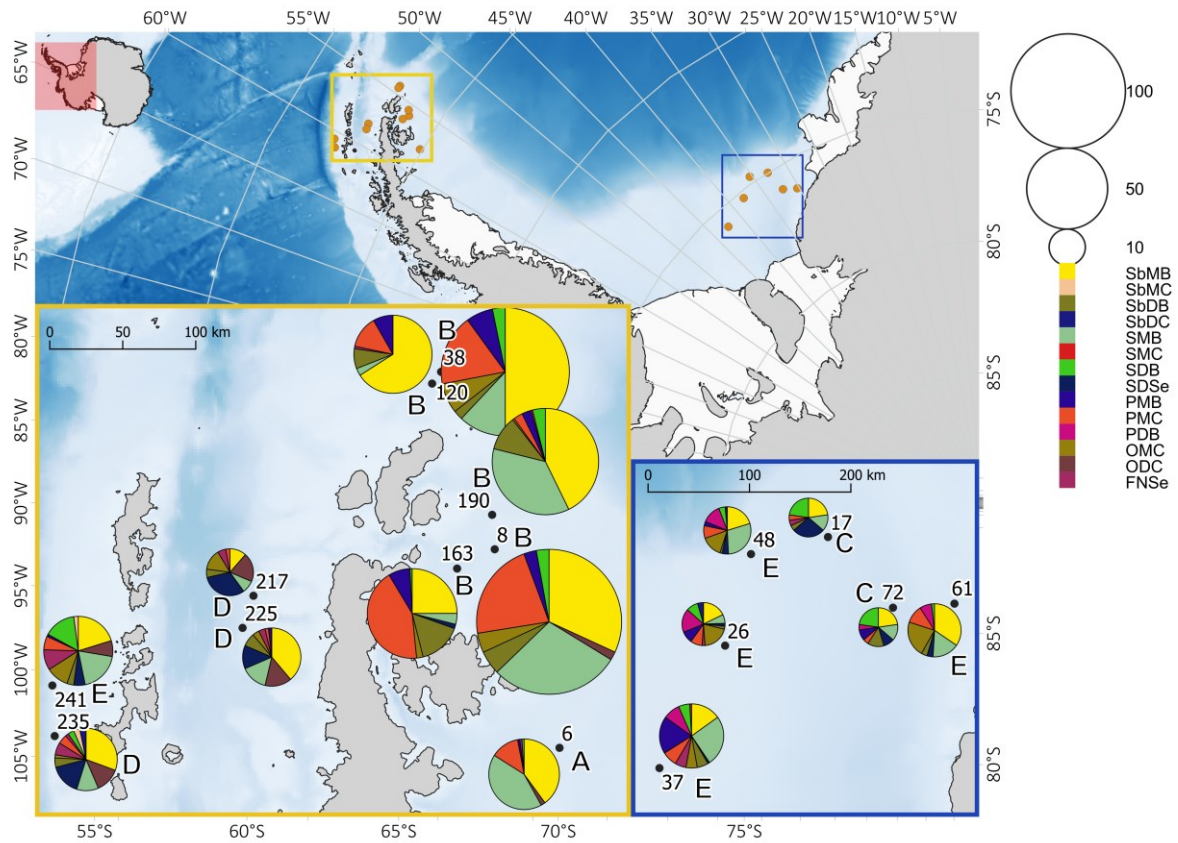 60°W 55°W 50°W 45°W 40°W 35°W 30°W 25°W 20°W 15°W 10°W 5°W
65°W
70°W
75°W
80°W
85°W
90°W
95°W
100°W
105°W
75°S
80°S
85°S
85°S
80°S
55°S 60°S 65°S 70°S 75°S
100
50
10
SbMB
SbMC
SbDB
SbDC
SMB
SMC
SDB
SDSe
PMB
PMC
PDB
OMC
ODC
FNSe
0 50 100 km
B
38
120
B
B
190
8 B
163
B
217
D
225
D
241 E
235
D
6
A
0 100 200 km
17
C
48
E
C 72
61
E
26
E
37
E